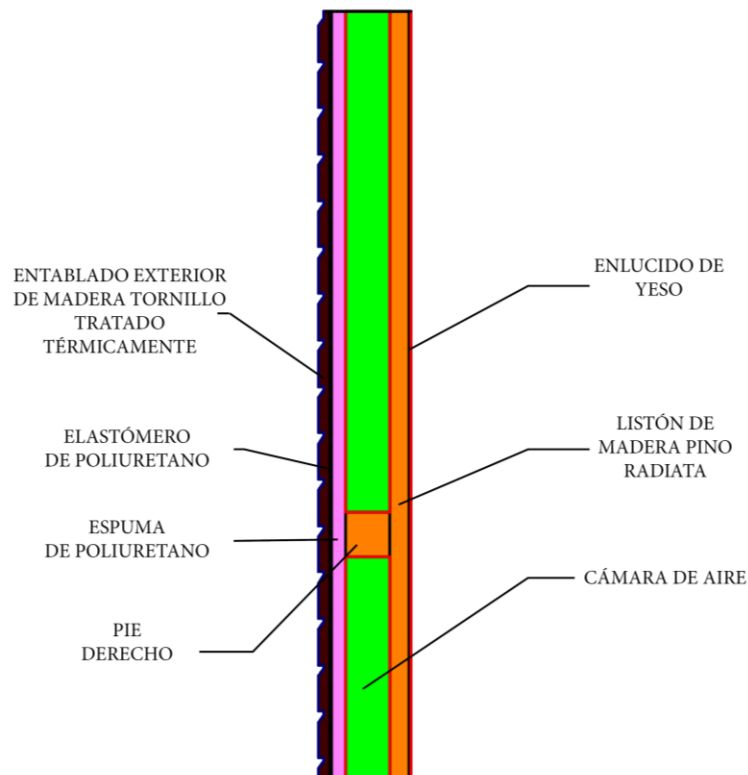 ENTABLADO EXTERIOR
DE MADERA TORNILLO
TRATADO
TÉRMICAMENTE
ELASTÓMERO
DE POLIURETANO
ESPUMA
DE POLIURETANO
PIE
DERECHO
ENLUCIDO DE
YESO
LISTÓN DE
MADERA PINO
RADIATA
CÁMARA DE AIRE